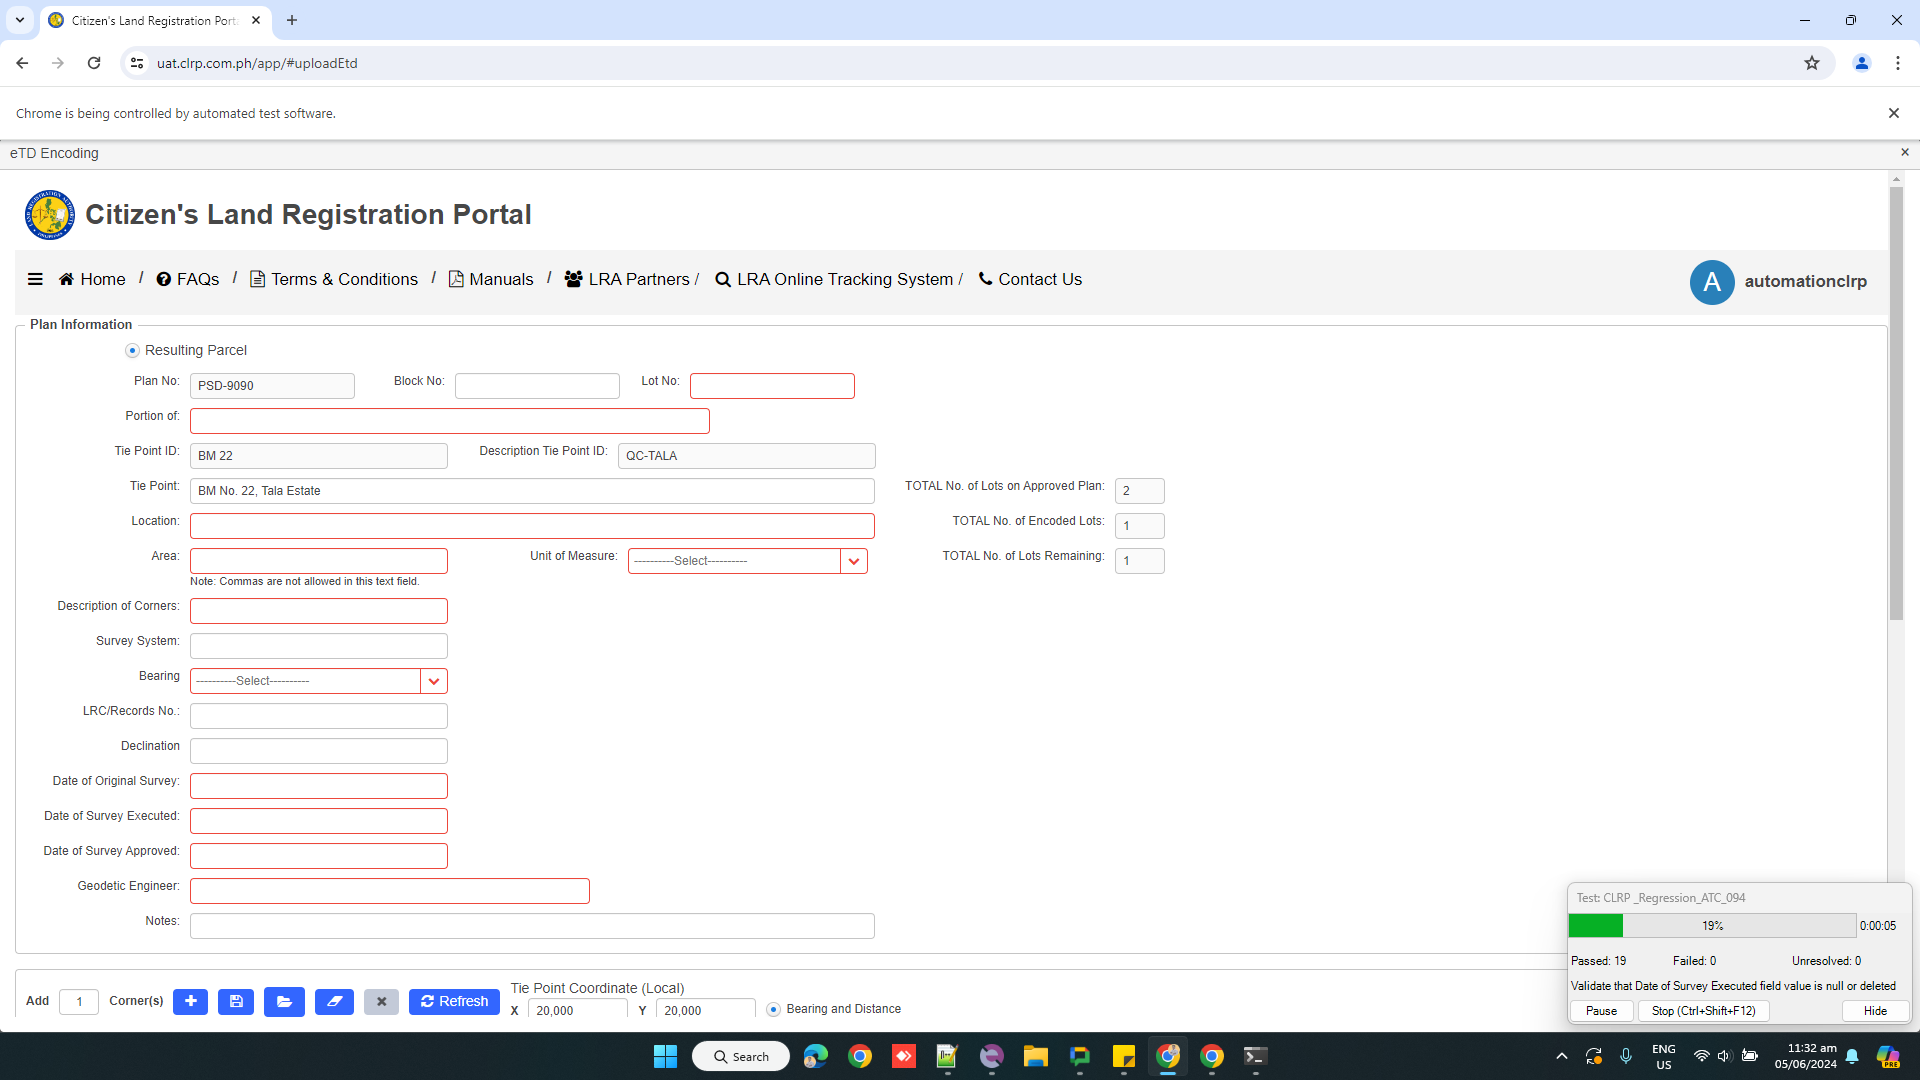 Citizen's Land Registration Porta
uat.clrp.com.ph/app/#uploadEtd
Chrome is being controlled by automated test software.
eTD Encoding
Citizen's Land Registration Portal
Home / FAQs / Terms & Conditions / Manuals / LRA Partners / LRA Online Tracking System / Contact Us
A automationclrp
Plan Information
Resulting Parcel
Plan No: PSD-9090 Block No: Lot No:
Portion of:
Tie Point ID: BM 22 Description Tie Point ID: QC-TALA
Tie Point: BM No. 22, Tala Estate TOTAL No. of Lots on Approved Plan: 2
Location: TOTAL No. of Encoded Lots: 1
Area: Unit of Measure: ----------Select---------- TOTAL No. of Lots Remaining: 1
Note: Commas are not allowed in this text field.
Description of Corners:
Survey System:
Bearing ----------Select----------
LRC/Records No.:
Declination
Date of Original Survey:
Date of Survey Executed:
Date of Survey Approved:
Geodetic Engineer:
Notes:
Add 1 Corner(s) Refresh
Tie Point Coordinate (Local)
X 20,000 Y 20,000 Bearing and Distance
Test: CLRP _Regression_ATC_094
19% 0:00:05
Passed: 19 Failed: 0 Unresolved: 0
Validate that Date of Survey Executed field value is null or deleted
Pause Stop (Ctrl+Shift+F12) Hide
Search
ENG
US
11:32 am
05/06/2024
PRE